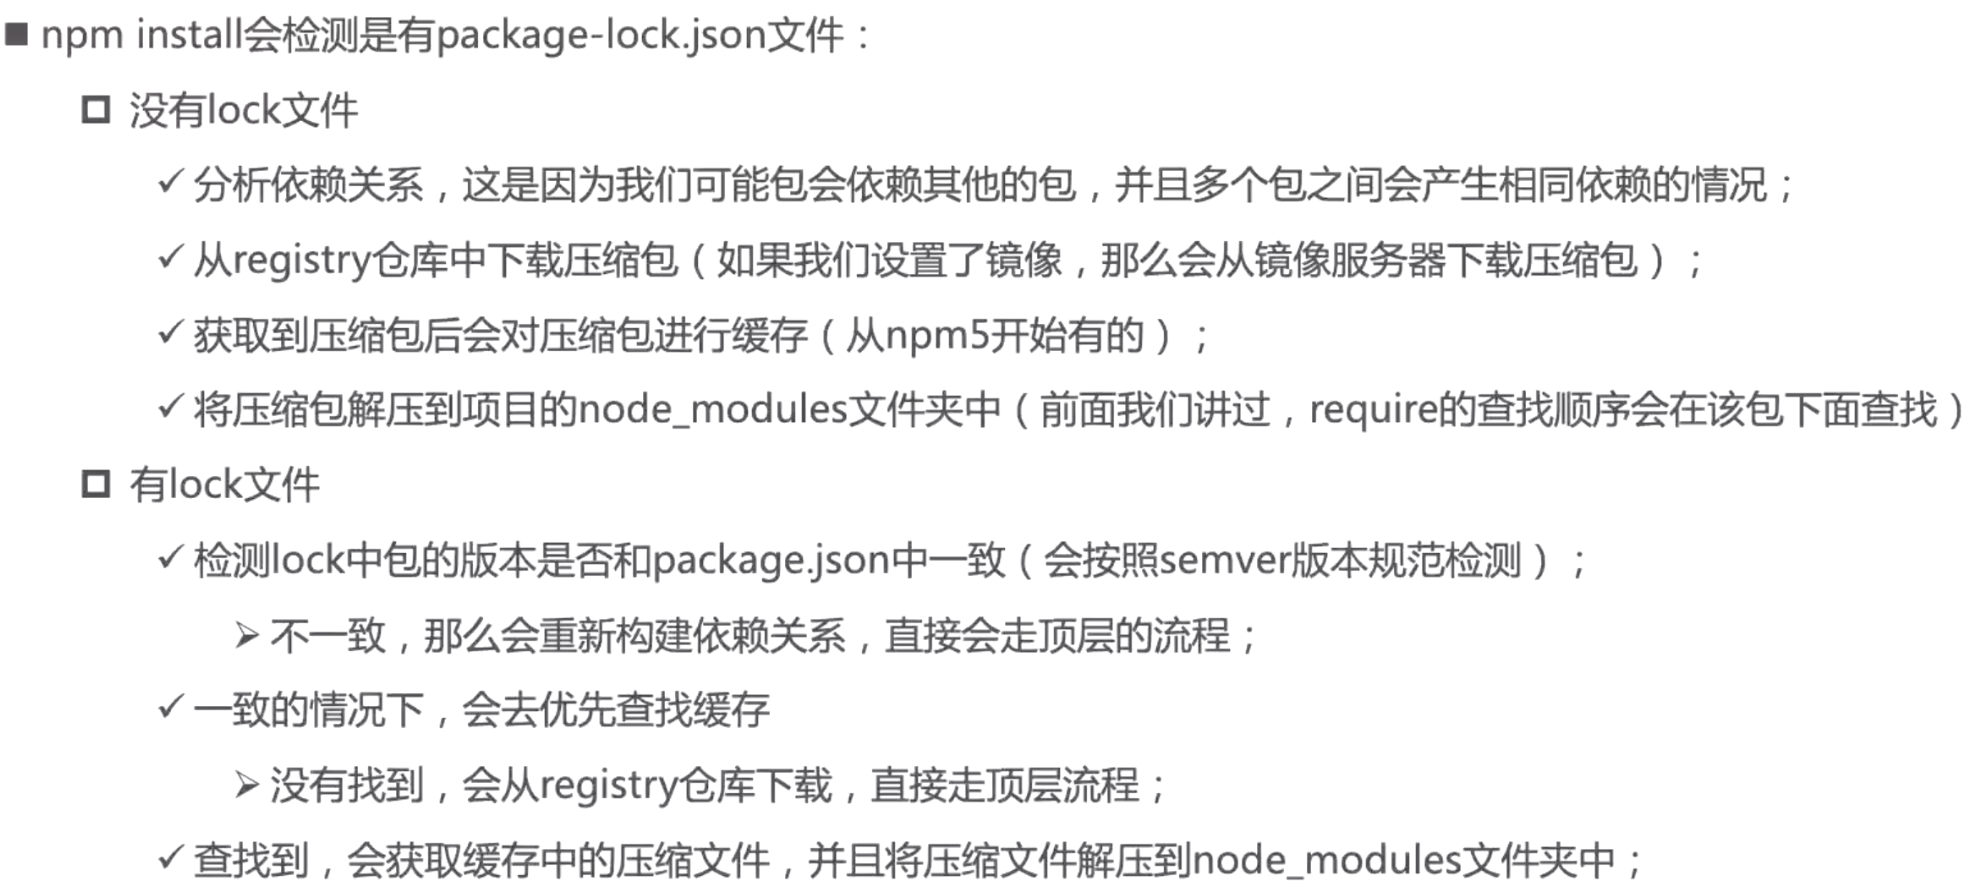 ■ npm install会检测是有package-lock.json文件：
没有lock文件
✓ 分析依赖关系，这是因为我们可能包会依赖其他的包，并且多个包之间会产生相同依赖的情况；
✓ 从registry仓库中下载压缩包（如果我们设置了镜像，那么会从镜像服务器下载压缩包）；
✓ 获取到压缩包后会对压缩包进行缓存（从npm5开始有的）；
✓ 将压缩包解压到项目的node_modules文件夹中（前面我们讲过，require的查找顺序会在该包下面查找）
有lock文件
✓ 检测lock中包的版本是否和package.json中一致（会按照semver版本规范检测）；
➢ 不一致，那么会重新构建依赖关系，直接会走顶层的流程；
✓ 一致的情况下，会去优先查找缓存
➢ 没有找到，会从registry仓库下载，直接走顶层流程；
✓ 查找到，会获取缓存中的压缩文件，并且将压缩文件解压到node_modules文件夹中；